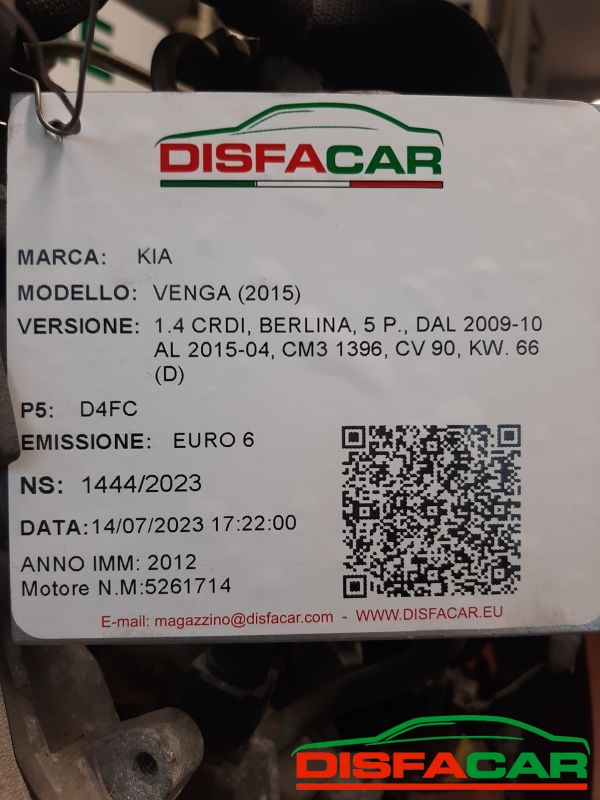 DISFACAR
MARCA: KIA
MODELLO: VENGA (2015)
VERSIONE: 1.4 CRDI, BERLINA, 5 P., DAL 2009-10
AL 2015-04, CM3 1396, CV 90, KW. 66
(D)
P5: D4FC
EMISSIONE: EURO 6
NS: 1444/2023
DATA:14/07/2023 17:22:00
ANNO IMM: 2012
Motore N.M:5261714
E-mail: magazzino@disfacar.com - WWW.DISFACAR.EU
DISFACAR